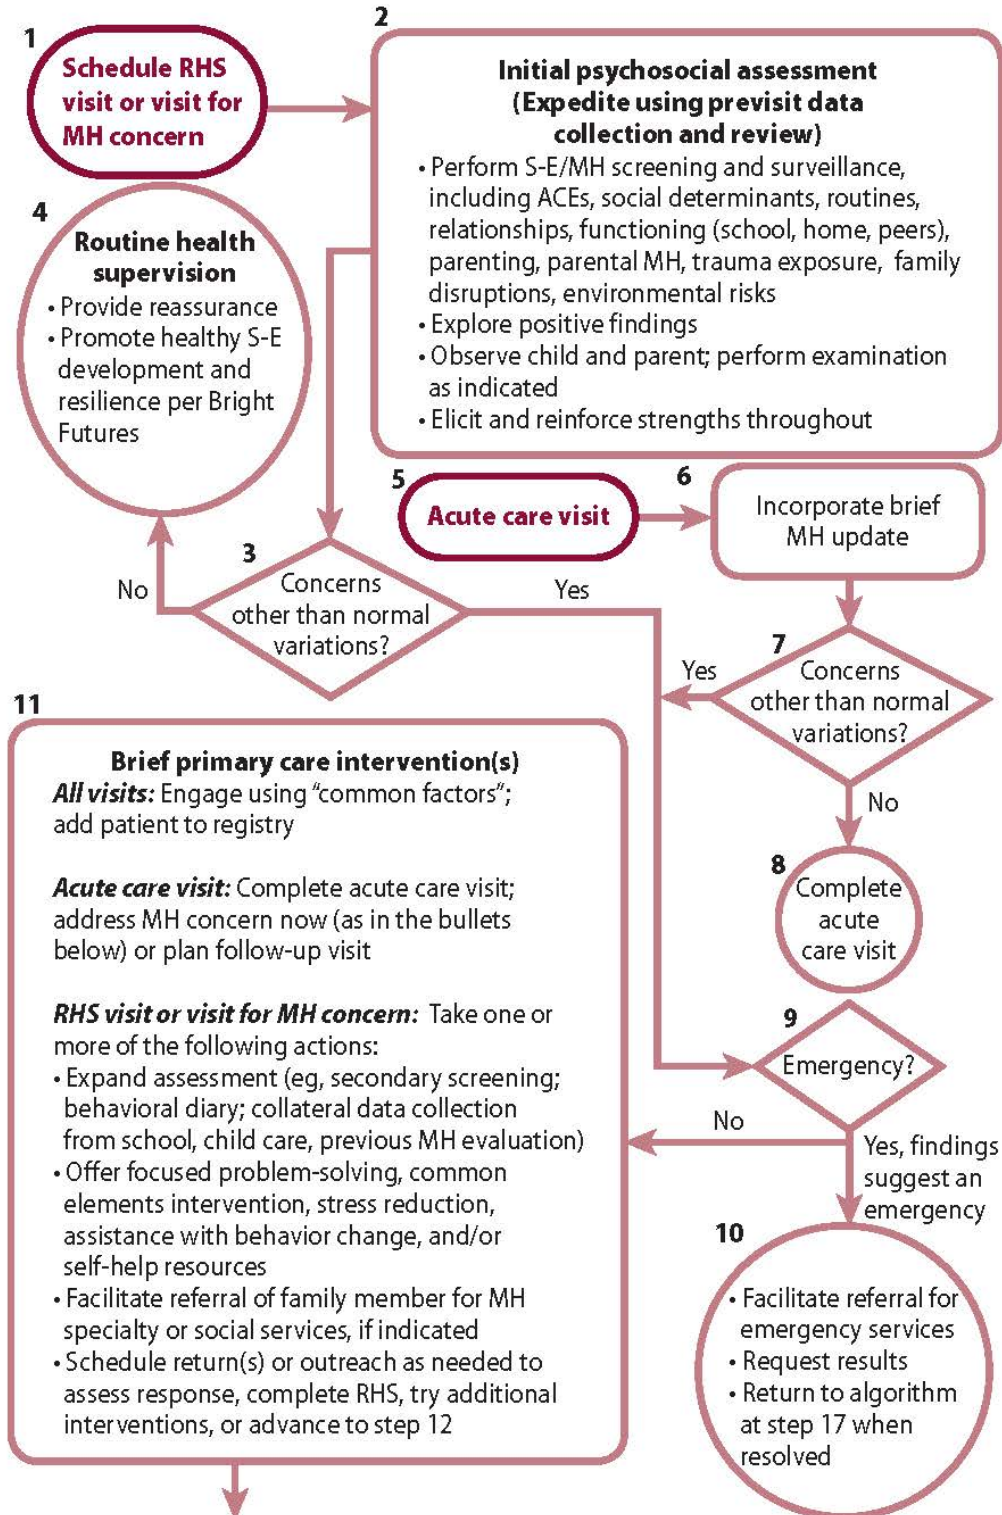 1
Schedule RHS
visit or visit for
MH concern
2
Initial psychosocial assessment
(Expedite using previsit data
collection and review)
• Perform S-E/MH screening and surveillance,
including ACEs, social determinants, routines,
relationships, functioning (school, home, peers),
parenting, parental MH, trauma exposure, family
disruptions, environmental risks
• Explore positive findings
• Observe child and parent; perform examination
as indicated
• Elicit and reinforce strengths throughout
4
Routine health
supervision
• Provide reassurance
• Promote healthy S-E
development and
resilience per Bright
Futures
5
Acute care visit
6
Incorporate brief
MH update
3
Concerns
other than normal
variations?
No
Yes
7
Concerns
other than normal
variations?
Yes
No
8
Complete
acute
care visit
9
Emergency?
No
Yes, findings
suggest an
emergency
10
• Facilitate referral for
emergency services
• Request results
• Return to algorithm
at step 17 when
resolved
11
Brief primary care intervention(s)
All visits: Engage using “common factors”;
add patient to registry
Acute care visit: Complete acute care visit;
address MH concern now (as in the bullets
below) or plan follow-up visit
RHS visit or visit for MH concern: Take one or
more of the following actions:
• Expand assessment (eg, secondary screening;
behavioral diary; collateral data collection
from school, child care, previous MH evaluation)
• Offer focused problem-solving, common
elements intervention, stress reduction,
assistance with behavior change, and/or
self-help resources
• Facilitate referral of family member for MH
specialty or social services, if indicated
• Schedule return(s) or outreach as needed to
assess response, complete RHS, try additional
interventions, or advance to step 12